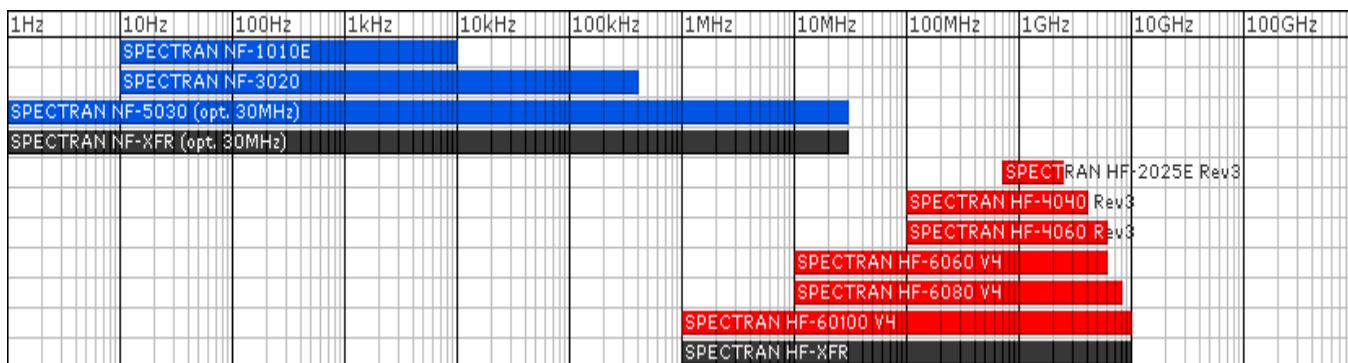 1Hz 10Hz 100Hz 1kHz 10kHz 100kHz 1MHz 10MHz 100MHz 1GHz 10GHz 100GHz
SPECTRAN NF-1010E
SPECTRAN NF-3020
SPECTRAN NF-5030 (opt. 30MHz)
SPECTRAN NF-XFR (opt. 30MHz)
SPECTRAN HF-2025E Rev3
SPECTRAN HF-4040 Rev3
SPECTRAN HF-4060 Rev3
SPECTRAN HF-6060 V4
SPECTRAN HF-6080 V4
SPECTRAN HF-60100 V4
SPECTRAN HF-XFR